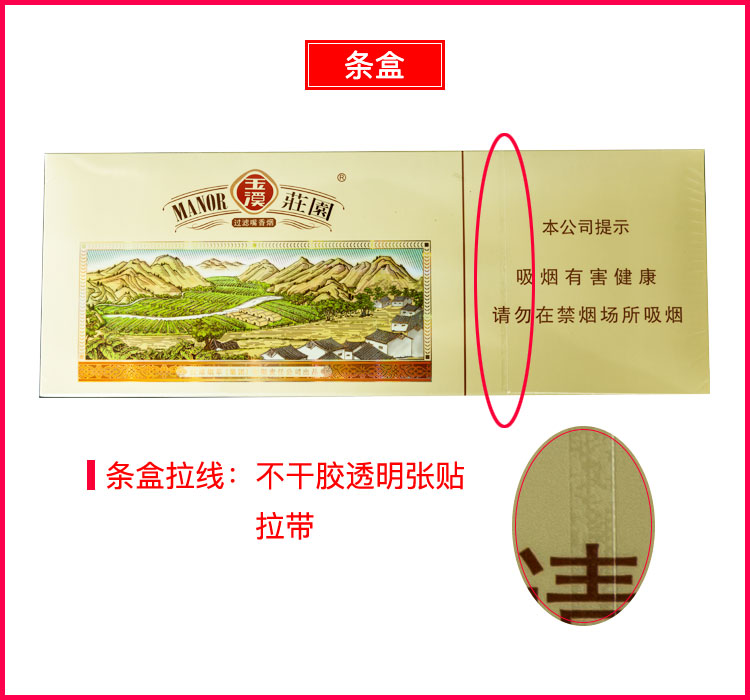 条盒
MANOR 玉溪 莊園 ®
过滤嘴香烟
本公司提示
吸烟有害健康
请勿在禁烟场所吸烟
条盒拉线：不干胶透明张贴
拉带
请